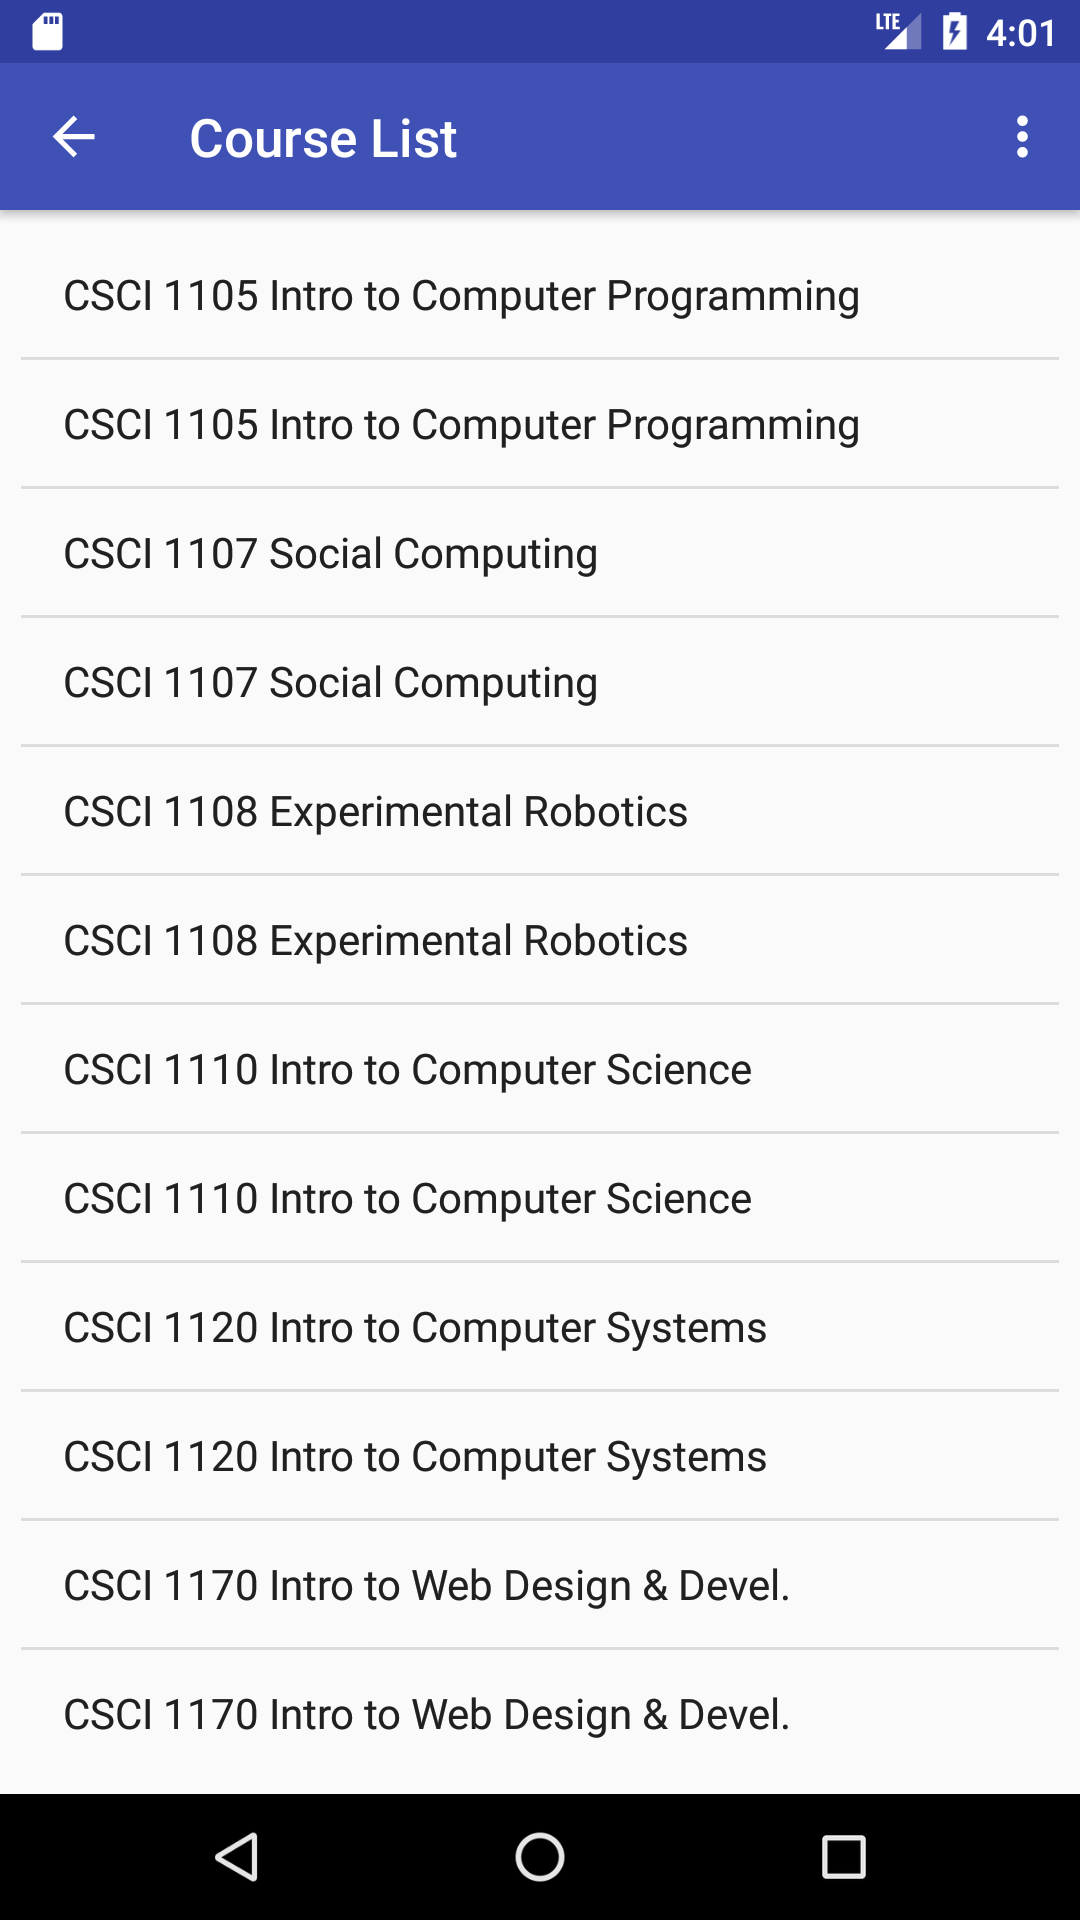 LTE 4:01
Course List
CSCI 1105 Intro to Computer Programming
CSCI 1105 Intro to Computer Programming
CSCI 1107 Social Computing
CSCI 1107 Social Computing
CSCI 1108 Experimental Robotics
CSCI 1108 Experimental Robotics
CSCI 1110 Intro to Computer Science
CSCI 1110 Intro to Computer Science
CSCI 1120 Intro to Computer Systems
CSCI 1120 Intro to Computer Systems
CSCI 1170 Intro to Web Design & Devel.
CSCI 1170 Intro to Web Design & Devel.